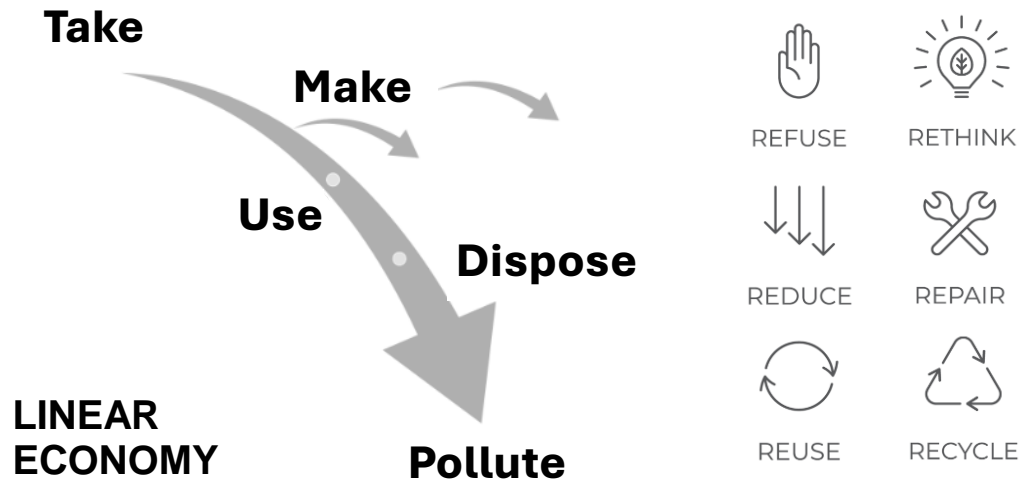 Take
Make
Use
Dispose
Pollute
LINEAR
ECONOMY
REFUSE
RETHINK
REDUCE
REPAIR
REUSE
RECYCLE